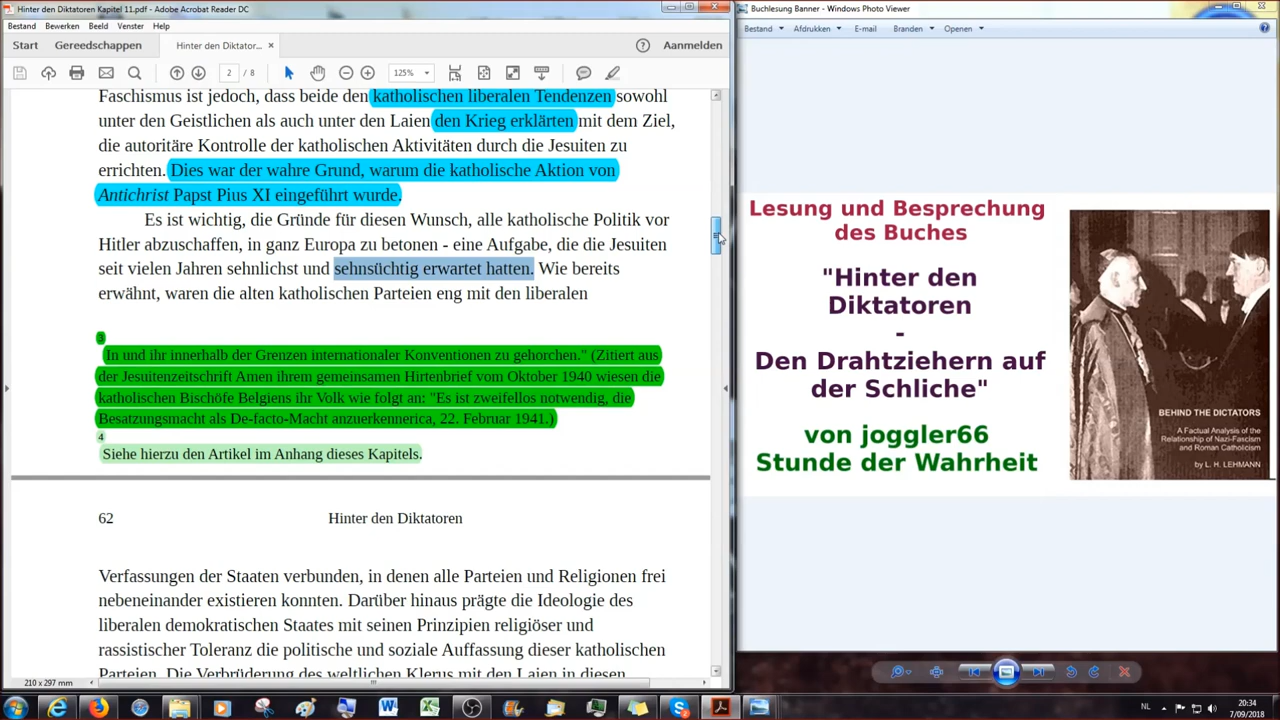 Hinter den Diktatoren Kapitel 11.pdf - Adobe Acrobat Reader DC
Bestand Bewerken Beeld Venster Help
Start Gereedschappen Hinter den Diktator... × Aanmelden
2 / 8 125%
Faschismus ist jedoch, dass beide den katholischen liberalen Tendenzen sowohl
unter den Geistlichen als auch unter den Laien den Krieg erklärten mit dem Ziel,
die autoritäre Kontrolle der katholischen Aktivitäten durch die Jesuiten zu
errichten. Dies war der wahre Grund, warum die katholische Aktion von
Antichrist Papst Pius XI eingeführt wurde.
Es ist wichtig, die Gründe für diesen Wunsch, alle katholische Politik vor
Hitler abzuschaffen, in ganz Europa zu betonen - eine Aufgabe, die die Jesuiten
seit vielen Jahren sehnlichst und sehnsüchtig erwartet hatten. Wie bereits
erwähnt, waren die alten katholischen Parteien eng mit den liberalen
3
In und ihr innerhalb der Grenzen internationaler Konventionen zu gehorchen." (Zitiert aus
der Jesuitenzeitschrift Amen ihrem gemeinsamen Hirtenbrief vom Oktober 1940 wiesen die
katholischen Bischöfe Belgiens ihr Volk wie folgt an: "Es ist zweifellos notwendig, die
Besatzungsmacht als De-facto-Macht anzuerkennerica, 22. Februar 1941.)
4
Siehe hierzu den Artikel im Anhang dieses Kapitels.
62 Hinter den Diktatoren
Verfassungen der Staaten verbunden, in denen alle Parteien und Religionen frei
nebeneinander existieren konnten. Darüber hinaus prägte die Ideologie des
liberalen demokratischen Staates mit seinen Prinzipien religiöser und
rassistischer Toleranz die politische und soziale Auffassung dieser katholischen
Parteien. Die Verbrüderung des weltlichen Klerus mit den Laien in diesen
210 x 297 mm
Buchlesung Banner - Windows Photo Viewer
Bestand Afdrukken E-mail Branden Openen
Lesung und Besprechung
des Buches
"Hinter den
Diktatoren
-
Den Drahtziehern auf
der Schliche"
von joggler66
Stunde der Wahrheit
BEHIND THE DICTATORS
A Factual Analysis of the
Relationship of Nazi-Fascism
and Roman Catholicism
by L. H. LEHMANN
NL 20:34
7/09/2018